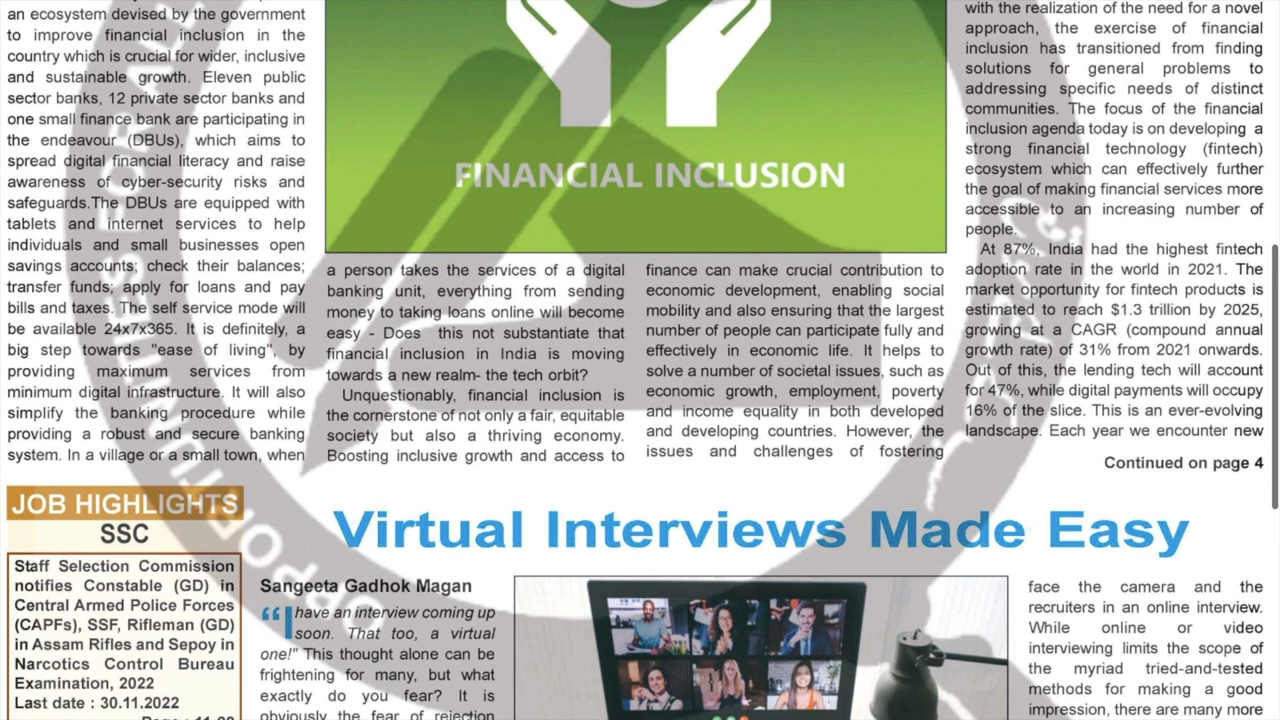 an ecosystem devised by the government
to improve financial inclusion in the
country which is crucial for wider, inclusive
and sustainable growth. Eleven public
sector banks, 12 private sector banks and
one small finance bank are participating in
the endeavour (DBUs), which aims to
spread digital financial literacy and raise
awareness of cyber-security risks and
safeguards.The DBUs are equipped with
tablets and internet services to help
individuals and small businesses open
savings accounts; check their balances;
transfer funds; apply for loans and pay
bills and taxes. The self service mode will
be available 24x7x365. It is definitely, a
big step towards "ease of living", by
providing maximum services from
minimum digital infrastructure. It will also
simplify the banking procedure while
providing a robust and secure banking
system. In a village or a small town, when
FINANCIAL INCLUSION
a person takes the services of a digital
banking unit, everything from sending
money to taking loans online will become
easy - Does this not substantiate that
financial inclusion in India is moving
towards a new realm- the tech orbit?
Unquestionably, financial inclusion is
the cornerstone of not only a fair, equitable
society but also a thriving economy.
Boosting inclusive growth and access to
finance can make crucial contribution to
economic development, enabling social
mobility and also ensuring that the largest
number of people can participate fully and
effectively in economic life. It helps to
solve a number of societal issues, such as
economic growth, employment, poverty
and income equality in both developed
and developing countries. However, the
issues and challenges of fostering
with the realization of the need for a novel
approach, the exercise of financial
inclusion has transitioned from finding
solutions for general problems to
addressing specific needs of distinct
communities. The focus of the financial
inclusion agenda today is on developing a
strong financial technology (fintech)
ecosystem which can effectively further
the goal of making financial services more
accessible to an increasing number of
people.
At 87%, India had the highest fintech
adoption rate in the world in 2021. The
market opportunity for fintech products is
estimated to reach $1.3 trillion by 2025,
growing at a CAGR (compound annual
growth rate) of 31% from 2021 onwards.
Out of this, the lending tech will account
for 47%, while digital payments will occupy
16% of the slice. This is an ever-evolving
landscape. Each year we encounter new
Continued on page 4
JOB HIGHLIGHTS
SSC
Staff Selection Commission
notifies Constable (GD) in
Central Armed Police Forces
(CAPFs), SSF, Rifleman (GD)
in Assam Rifles and Sepoy in
Narcotics Control Bureau
Examination, 2022
Last date : 30.11.2022
Virtual Interviews Made Easy
Sangeeta Gadhok Magan
"I have an interview coming up
soon. That too, a virtual
one!" This thought alone can be
frightening for many, but what
exactly do you fear? It is
obviously the fear of rejection
face the camera and the
recruiters in an online interview.
While online or video
interviewing limits the scope of
the myriad tried-and-tested
methods for making a good
impression, there are many more